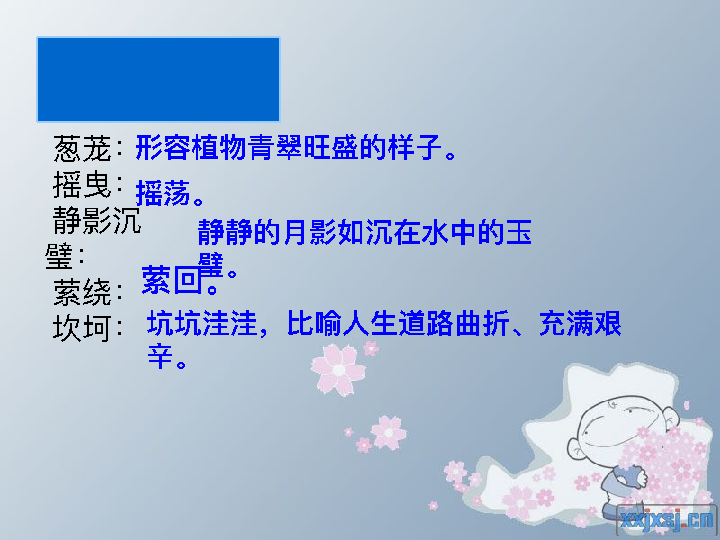 葱茏：形容植物青翠旺盛的样子。
摇曳：摇荡。
静影沉
璧：
静静的月影如沉在水中的玉
璧。
萦绕：萦回。
坎坷：坑坑洼洼，比喻人生道路曲折、充满艰
辛。
xxjxsj.cn